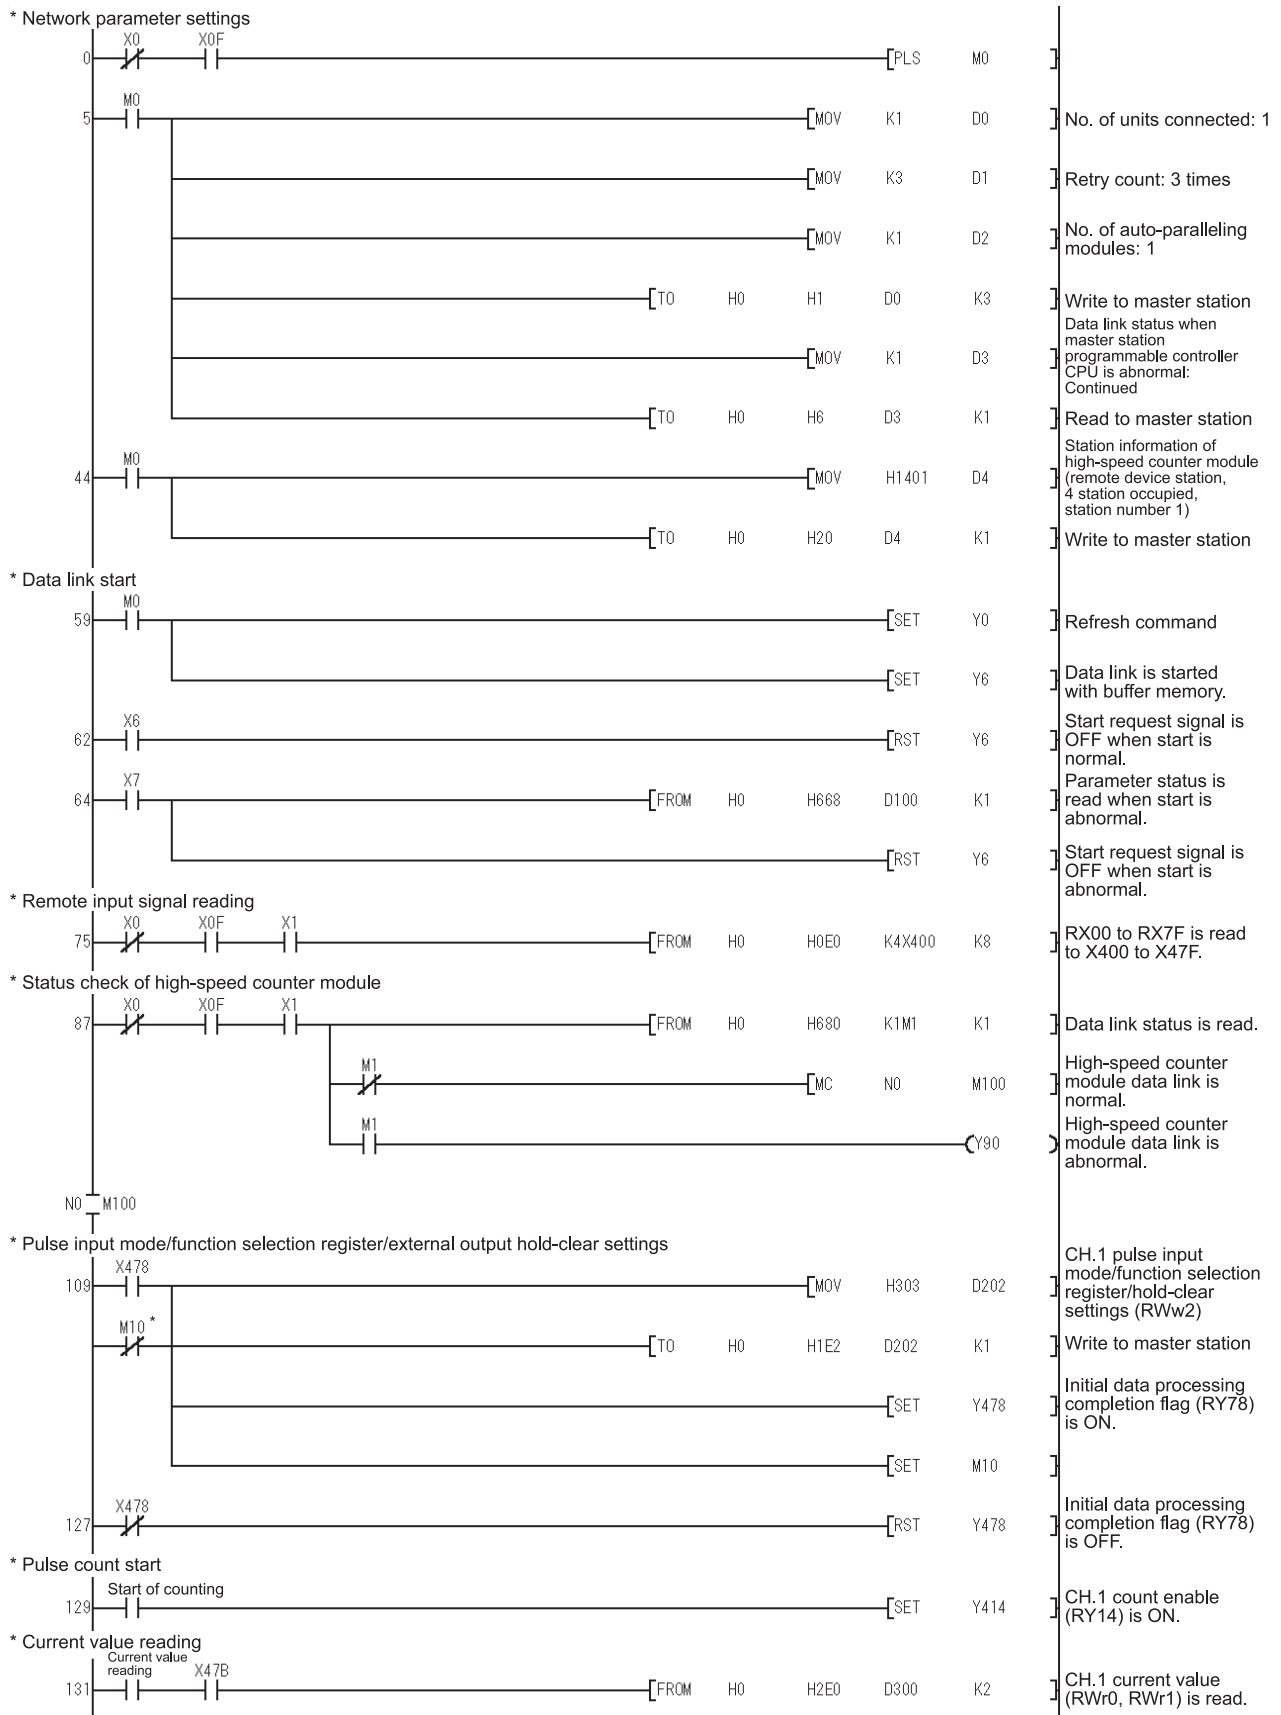 * Network parameter settings
X0 X0F
0 PLS M0
M0
5 MOV K1 D0 No. of units connected: 1
MOV K3 D1 Retry count: 3 times
MOV K1 D2 No. of auto-paralleling
modules: 1
TO H0 H1 D0 K3 Write to master station
MOV K1 D3 Data link status when
master station
programmable controller
CPU is abnormal:
Continued
TO H0 H6 D3 K1 Read to master station
M0
44 MOV H1401 D4 Station information of
high-speed counter module
(remote device station,
4 station occupied,
station number 1)
TO H0 H20 D4 K1 Write to master station
* Data link start
M0
59 SET Y0 Refresh command
SET Y6 Data link is started
with buffer memory.
X6
62 RST Y6 Start request signal is
OFF when start is
normal.
X7
64 FROM H0 H668 D100 K1 Parameter status is
read when start is
abnormal.
RST Y6 Start request signal is
OFF when start is
abnormal.
* Remote input signal reading
X0 X0F X1
75 FROM H0 H0E0 K4X400 K8 RX00 to RX7F is read
to X400 to X47F.
* Status check of high-speed counter module
X0 X0F X1
87 FROM H0 H680 K1M1 K1 Data link status is read.
M1
MC N0 M100 High-speed counter
module data link is
normal.
M1
Y90 High-speed counter
module data link is
abnormal.
N0 M100
* Pulse input mode/function selection register/external output hold-clear settings
X478
109 MOV H303 D202 CH.1 pulse input
mode/function selection
register/hold-clear
settings (RWw2)
M10 *
TO H0 H1E2 D202 K1 Write to master station
SET Y478 Initial data processing
completion flag (RY78)
is ON.
SET M10
X478
127 RST Y478 Initial data processing
completion flag (RY78)
is OFF.
* Pulse count start
Start of counting
129 SET Y414 CH.1 count enable
(RY14) is ON.
* Current value reading
Current value
reading X47B
131 FROM H0 H2E0 D300 K2 CH.1 current value
(RWr0, RWr1) is read.